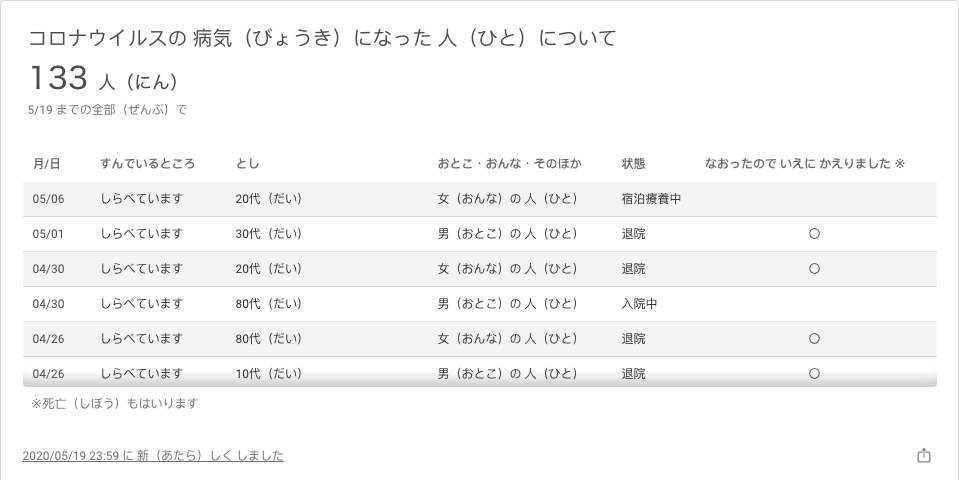 コロナウイルスの 病気（びょうき）になった 人（ひと）について
133 人（にん）
5/19 までの全部（ぜんぶ）で
月/日 すんでいるところ とし おとこ・おんな・そのほか 状態 なおったので いえに かえりました ※
05/06 しらべています 20代（だい） 女（おんな）の 人（ひと） 宿泊療養中
05/01 しらべています 30代（だい） 男（おとこ）の 人（ひと） 退院 〇
04/30 しらべています 20代（だい） 女（おんな）の 人（ひと） 退院 〇
04/30 しらべています 80代（だい） 男（おとこ）の 人（ひと） 入院中
04/26 しらべています 80代（だい） 女（おんな）の 人（ひと） 退院 〇
04/26 しらべています 10代（だい） 男（おとこ）の 人（ひと） 退院 〇
※死亡（しぼう）もはいります
2020/05/19 23:59 に 新（あたら）しく しました